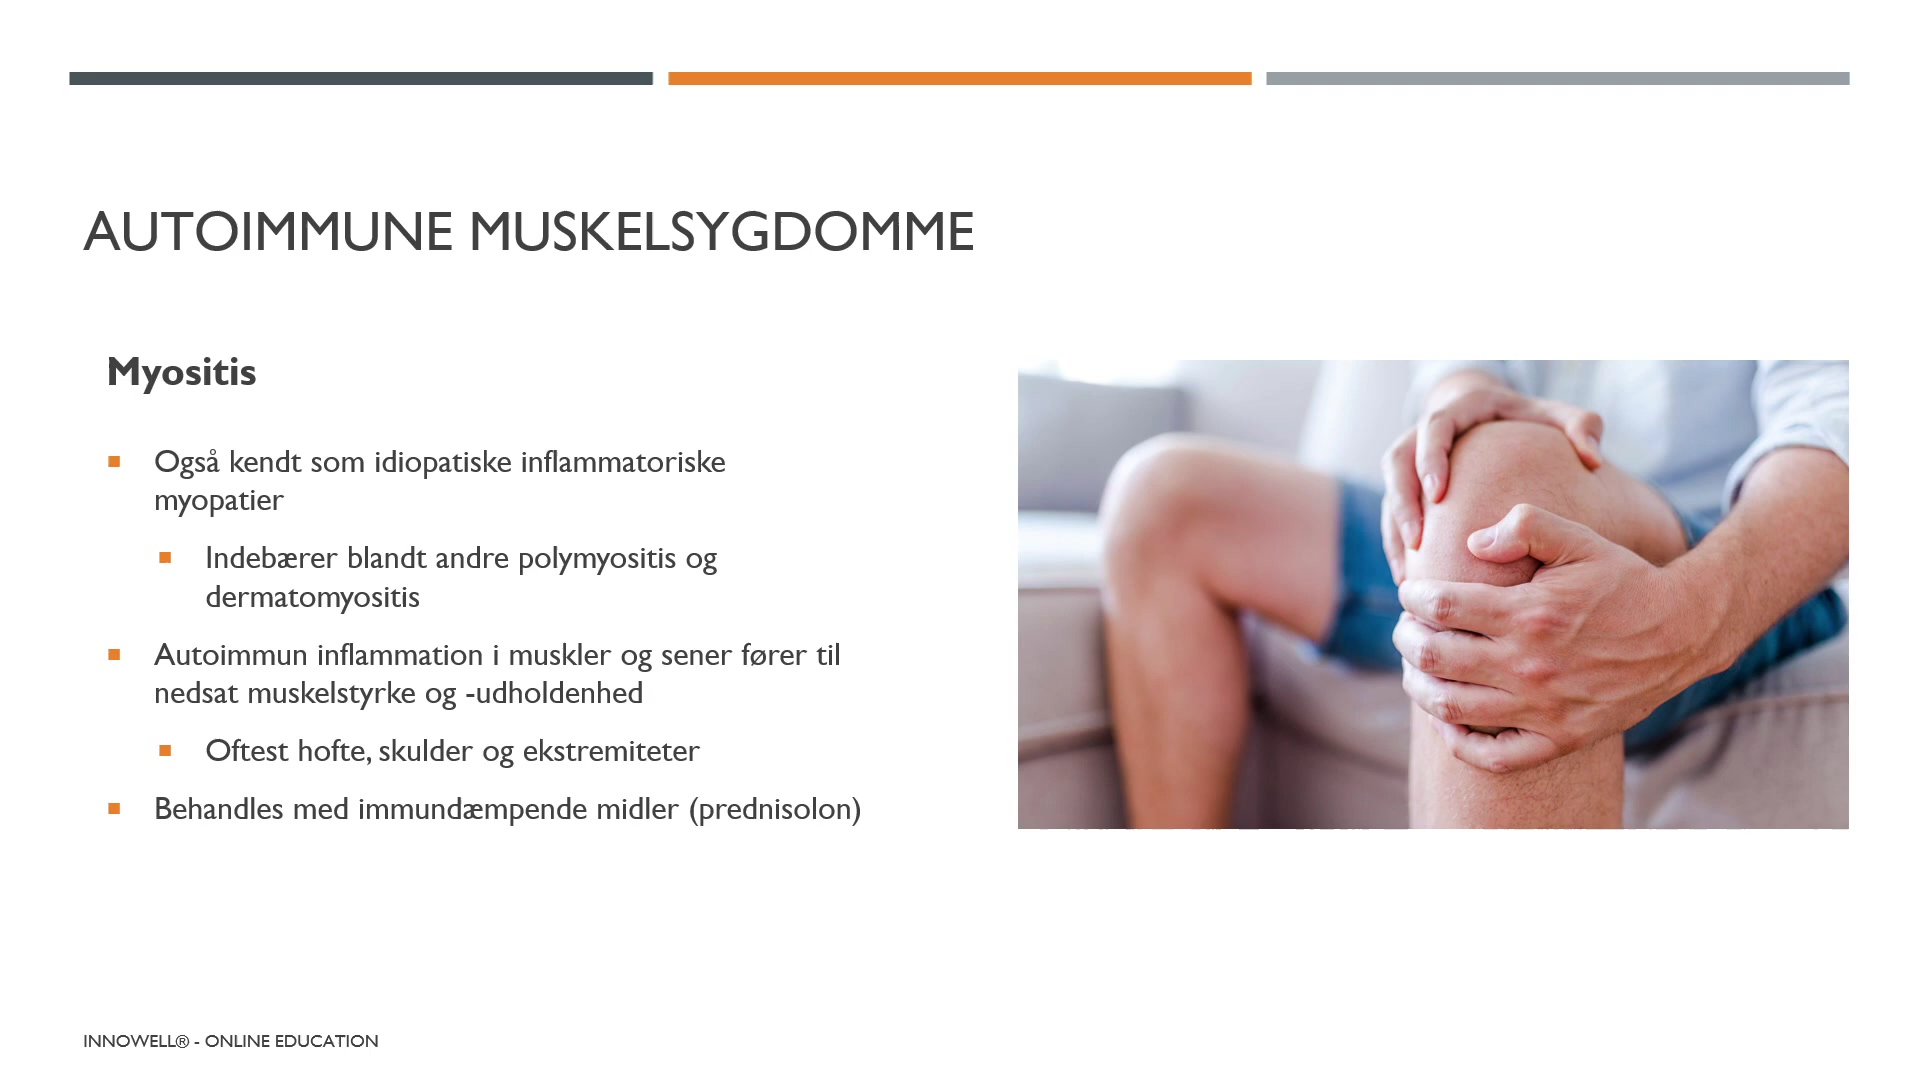 AUTOIMMUNE MUSKELSYGDOMME
Myositis
Også kendt som idiopatiske inflammatoriske
myopatier
Indebærer blandt andre polymyositis og
dermatomyositis
Autoimmun inflammation i muskler og sener fører til
nedsat muskelstyrke og -udholdenhed
Oftest hofte, skulder og ekstremiteter
Behandles med immundæmpende midler (prednisolon)
INNOWELL® - ONLINE EDUCATION